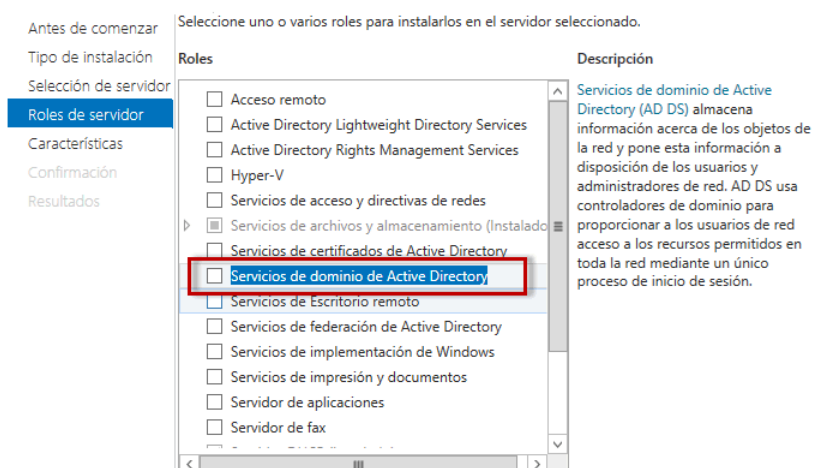 Antes de comenzar
Tipo de instalación
Selección de servidor
Roles de servidor
Características
Confirmación
Resultados
Seleccione uno o varios roles para instalarlos en el servidor seleccionado.
Roles
Acceso remoto
Active Directory Lightweight Directory Services
Active Directory Rights Management Services
Hyper-V
Servicios de acceso y directivas de redes
Servicios de archivos y almacenamiento (Instalado
Servicios de certificados de Active Directory
Servicios de dominio de Active Directory
Servicios de Escritorio remoto
Servicios de federación de Active Directory
Servicios de implementación de Windows
Servicios de impresión y documentos
Servidor de aplicaciones
Servidor de fax
Descripción
Servicios de dominio de Active
Directory (AD DS) almacena
información acerca de los objetos de
la red y pone esta información a
disposición de los usuarios y
administradores de red. AD DS usa
controladores de dominio para
proporcionar a los usuarios de red
acceso a los recursos permitidos en
toda la red mediante un único
proceso de inicio de sesión.